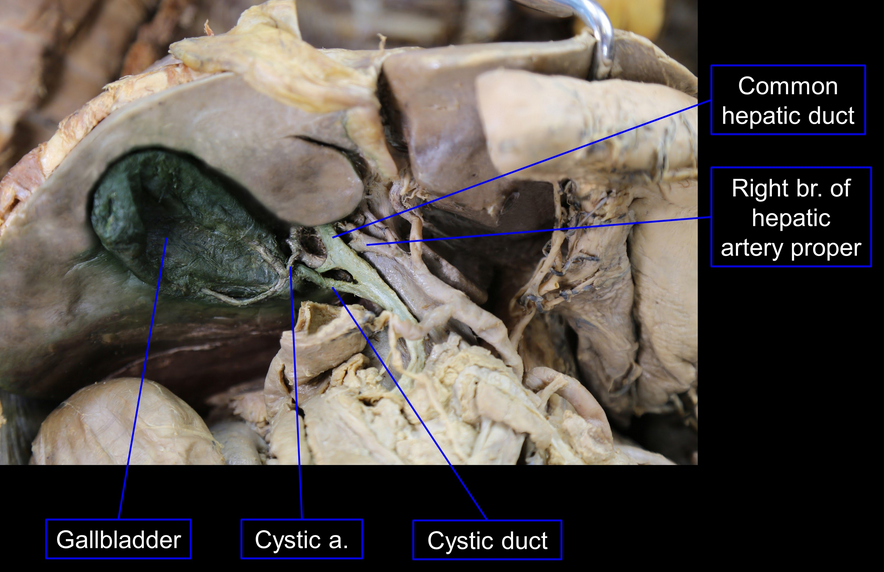 Common
hepatic duct
Right br. of
hepatic
artery proper
Gallbladder
Cystic a.
Cystic duct